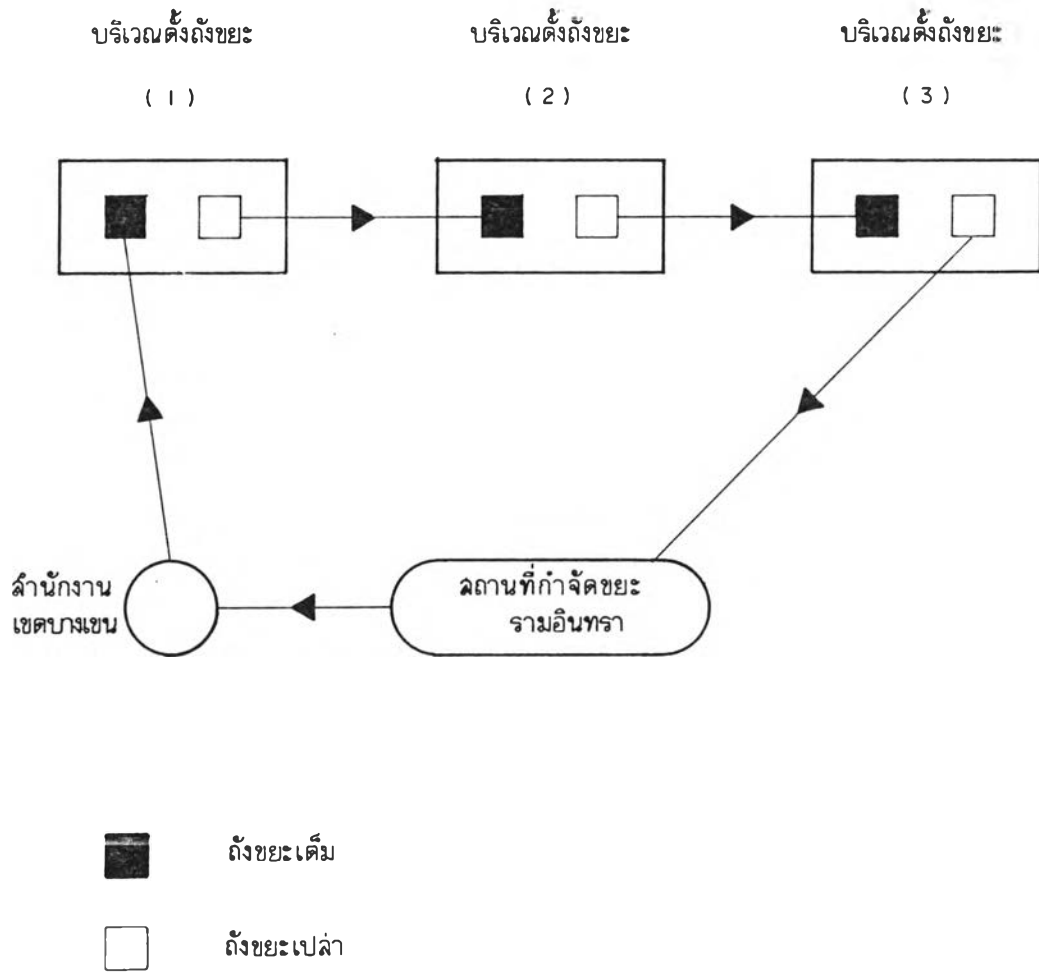 บริเวณตั้งถังขยะ บริเวณตั้งถังขยะ บริเวณตั้งถังขยะ
( 1 ) ( 2 ) ( 3 )
สำนักงาน
เขตบางเขน
สถานที่กำจัดขยะ
รามอินทรา
ถังขยะเต็ม
ถังขยะเปล่า